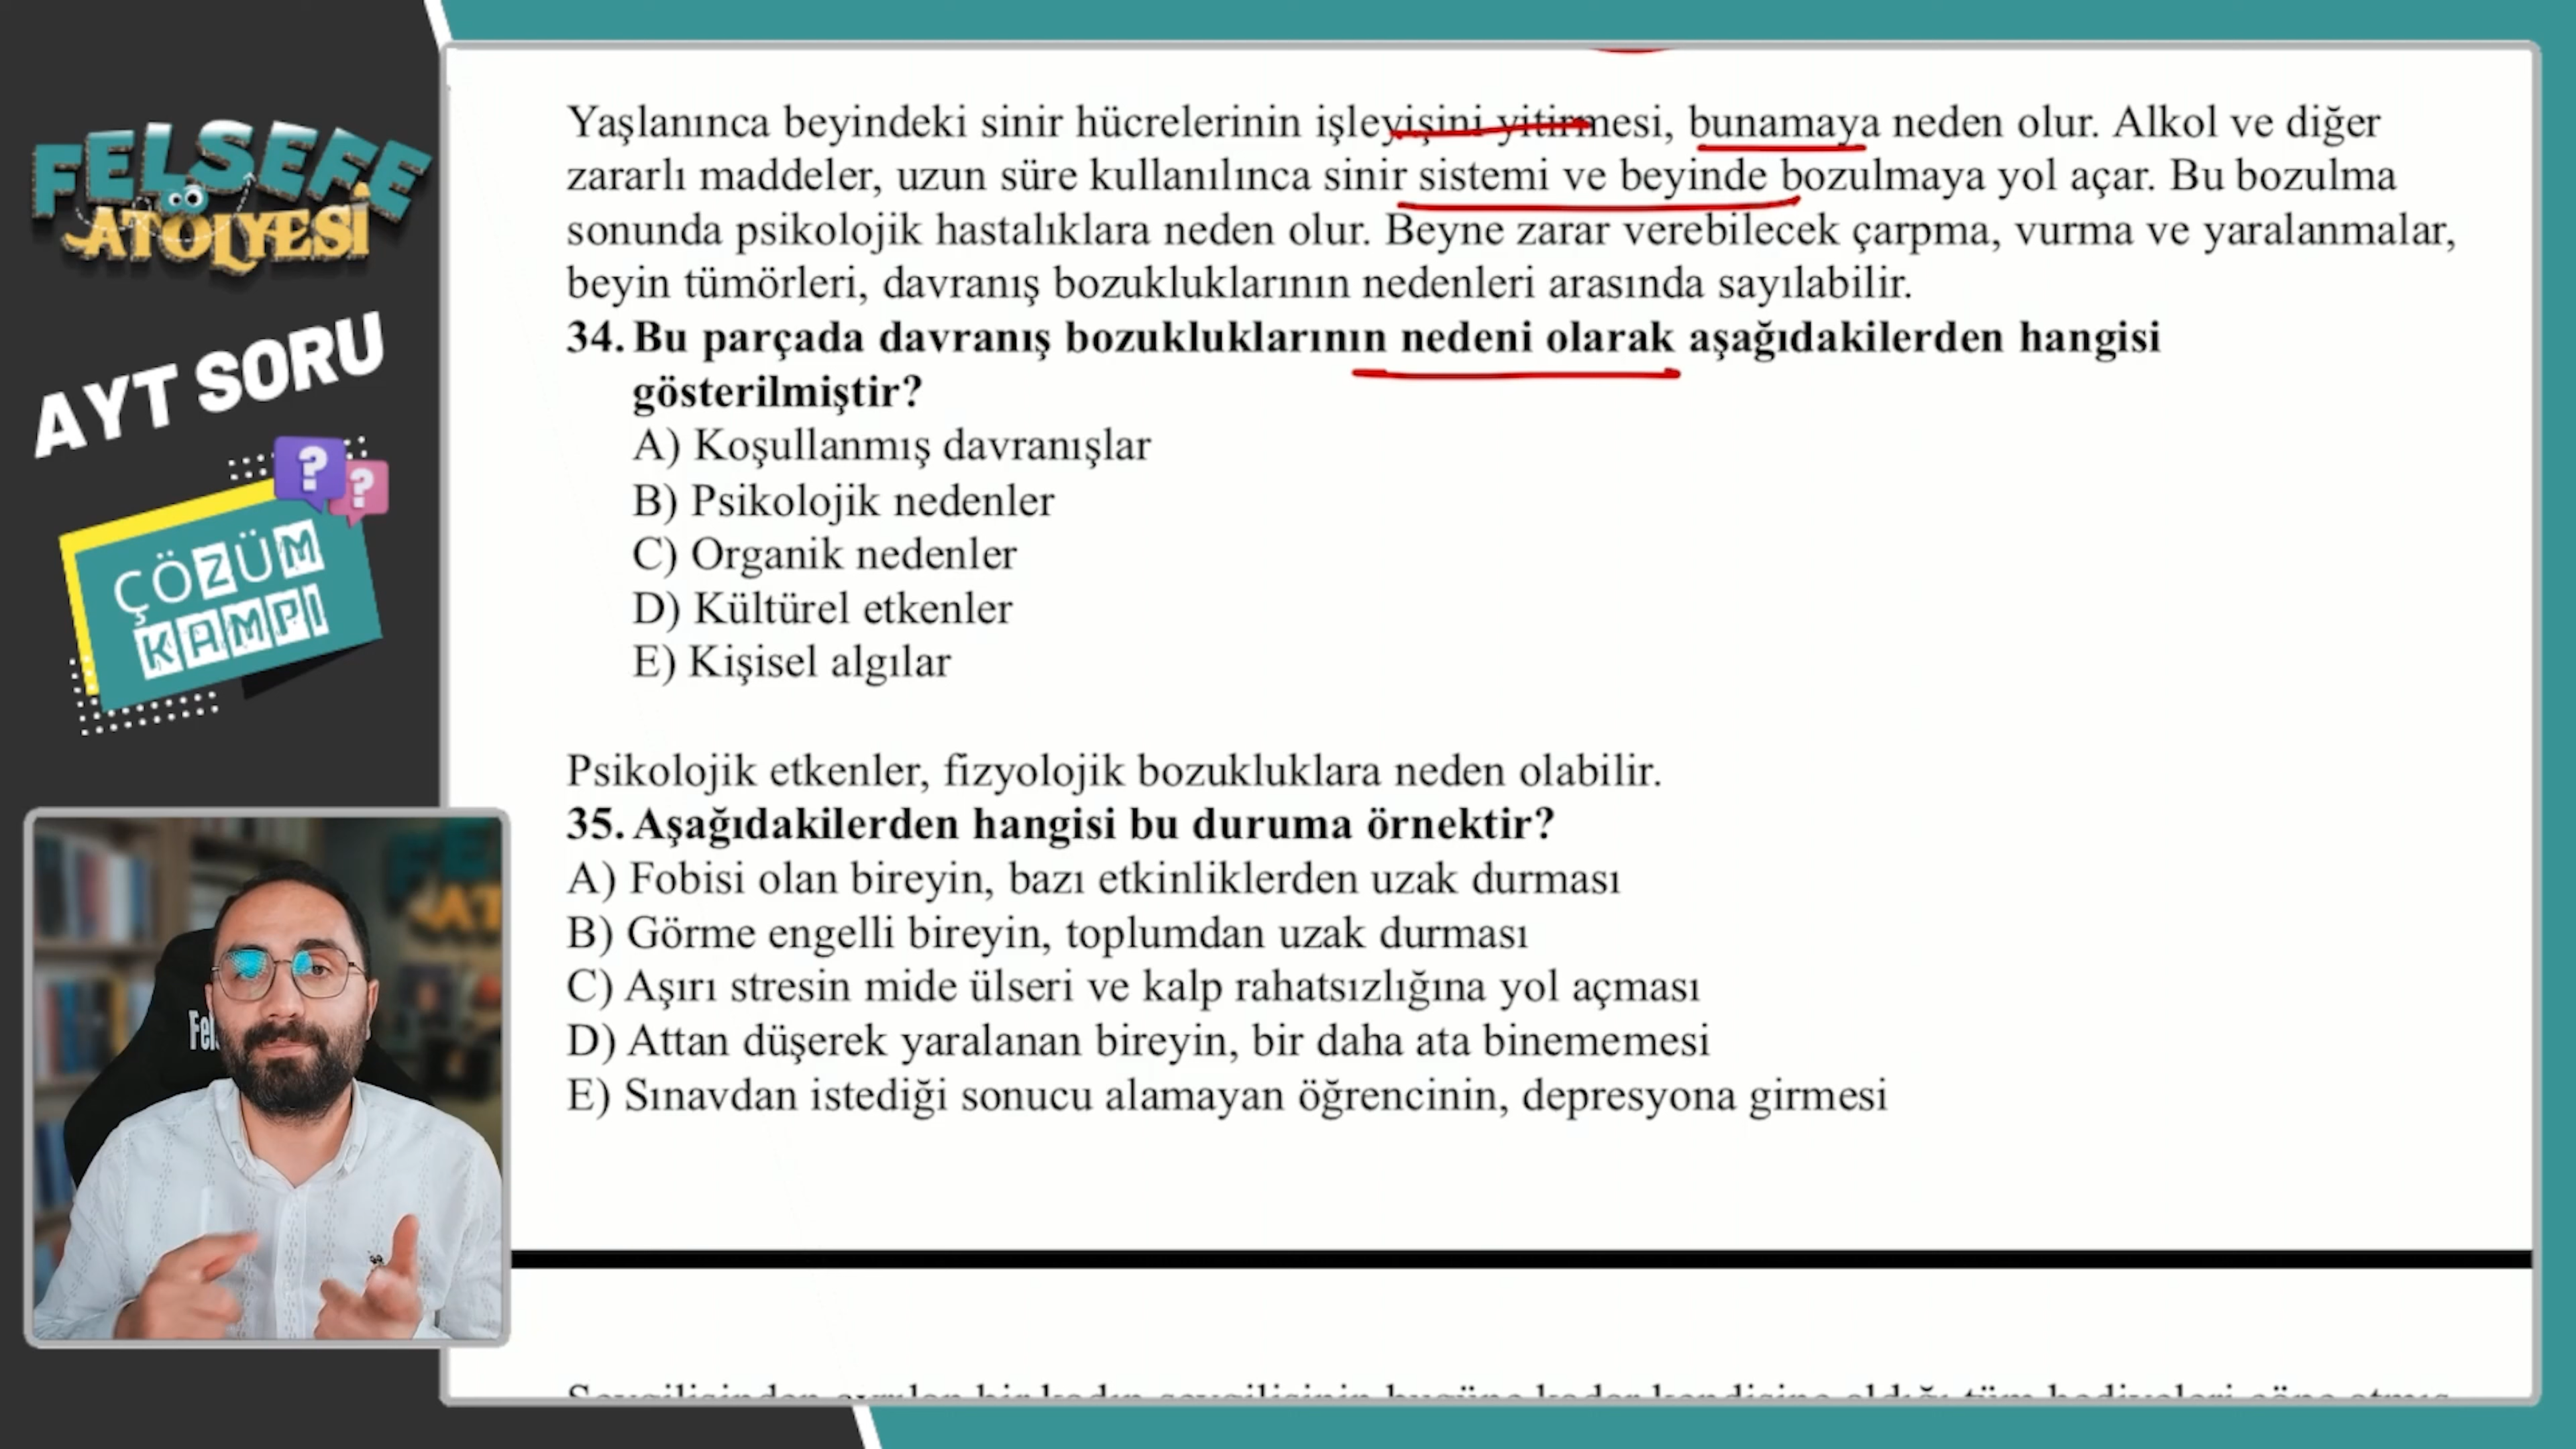 FELSEFE
ATÖLYESİ
AYT SORU
? ?
ÇÖZÜM
KAMPI
Yaşlanınca beyindeki sinir hücrelerinin işleyişini yitirmesi, bunamaya neden olur. Alkol ve diğer
zararlı maddeler, uzun süre kullanılınca sinir sistemi ve beyinde bozulmaya yol açar. Bu bozulma
sonunda psikolojik hastalıklara neden olur. Beyne zarar verebilecek çarpma, vurma ve yaralanmalar,
beyin tümörleri, davranış bozukluklarının nedenleri arasında sayılabilir.
34. Bu parçada davranış bozukluklarının nedeni olarak aşağıdakilerden hangisi
gösterilmiştir?
A) Koşullanmış davranışlar
B) Psikolojik nedenler
C) Organik nedenler
D) Kültürel etkenler
E) Kişisel algılar
Psikolojik etkenler, fizyolojik bozukluklara neden olabilir.
35. Aşağıdakilerden hangisi bu duruma örnektir?
A) Fobisi olan bireyin, bazı etkinliklerden uzak durması
B) Görme engelli bireyin, toplumdan uzak durması
C) Aşırı stresin mide ülseri ve kalp rahatsızlığına yol açması
D) Attan düşerek yaralanan bireyin, bir daha ata binememesi
E) Sınavdan istediği sonucu alamayan öğrencinin, depresyona girmesi
Fel